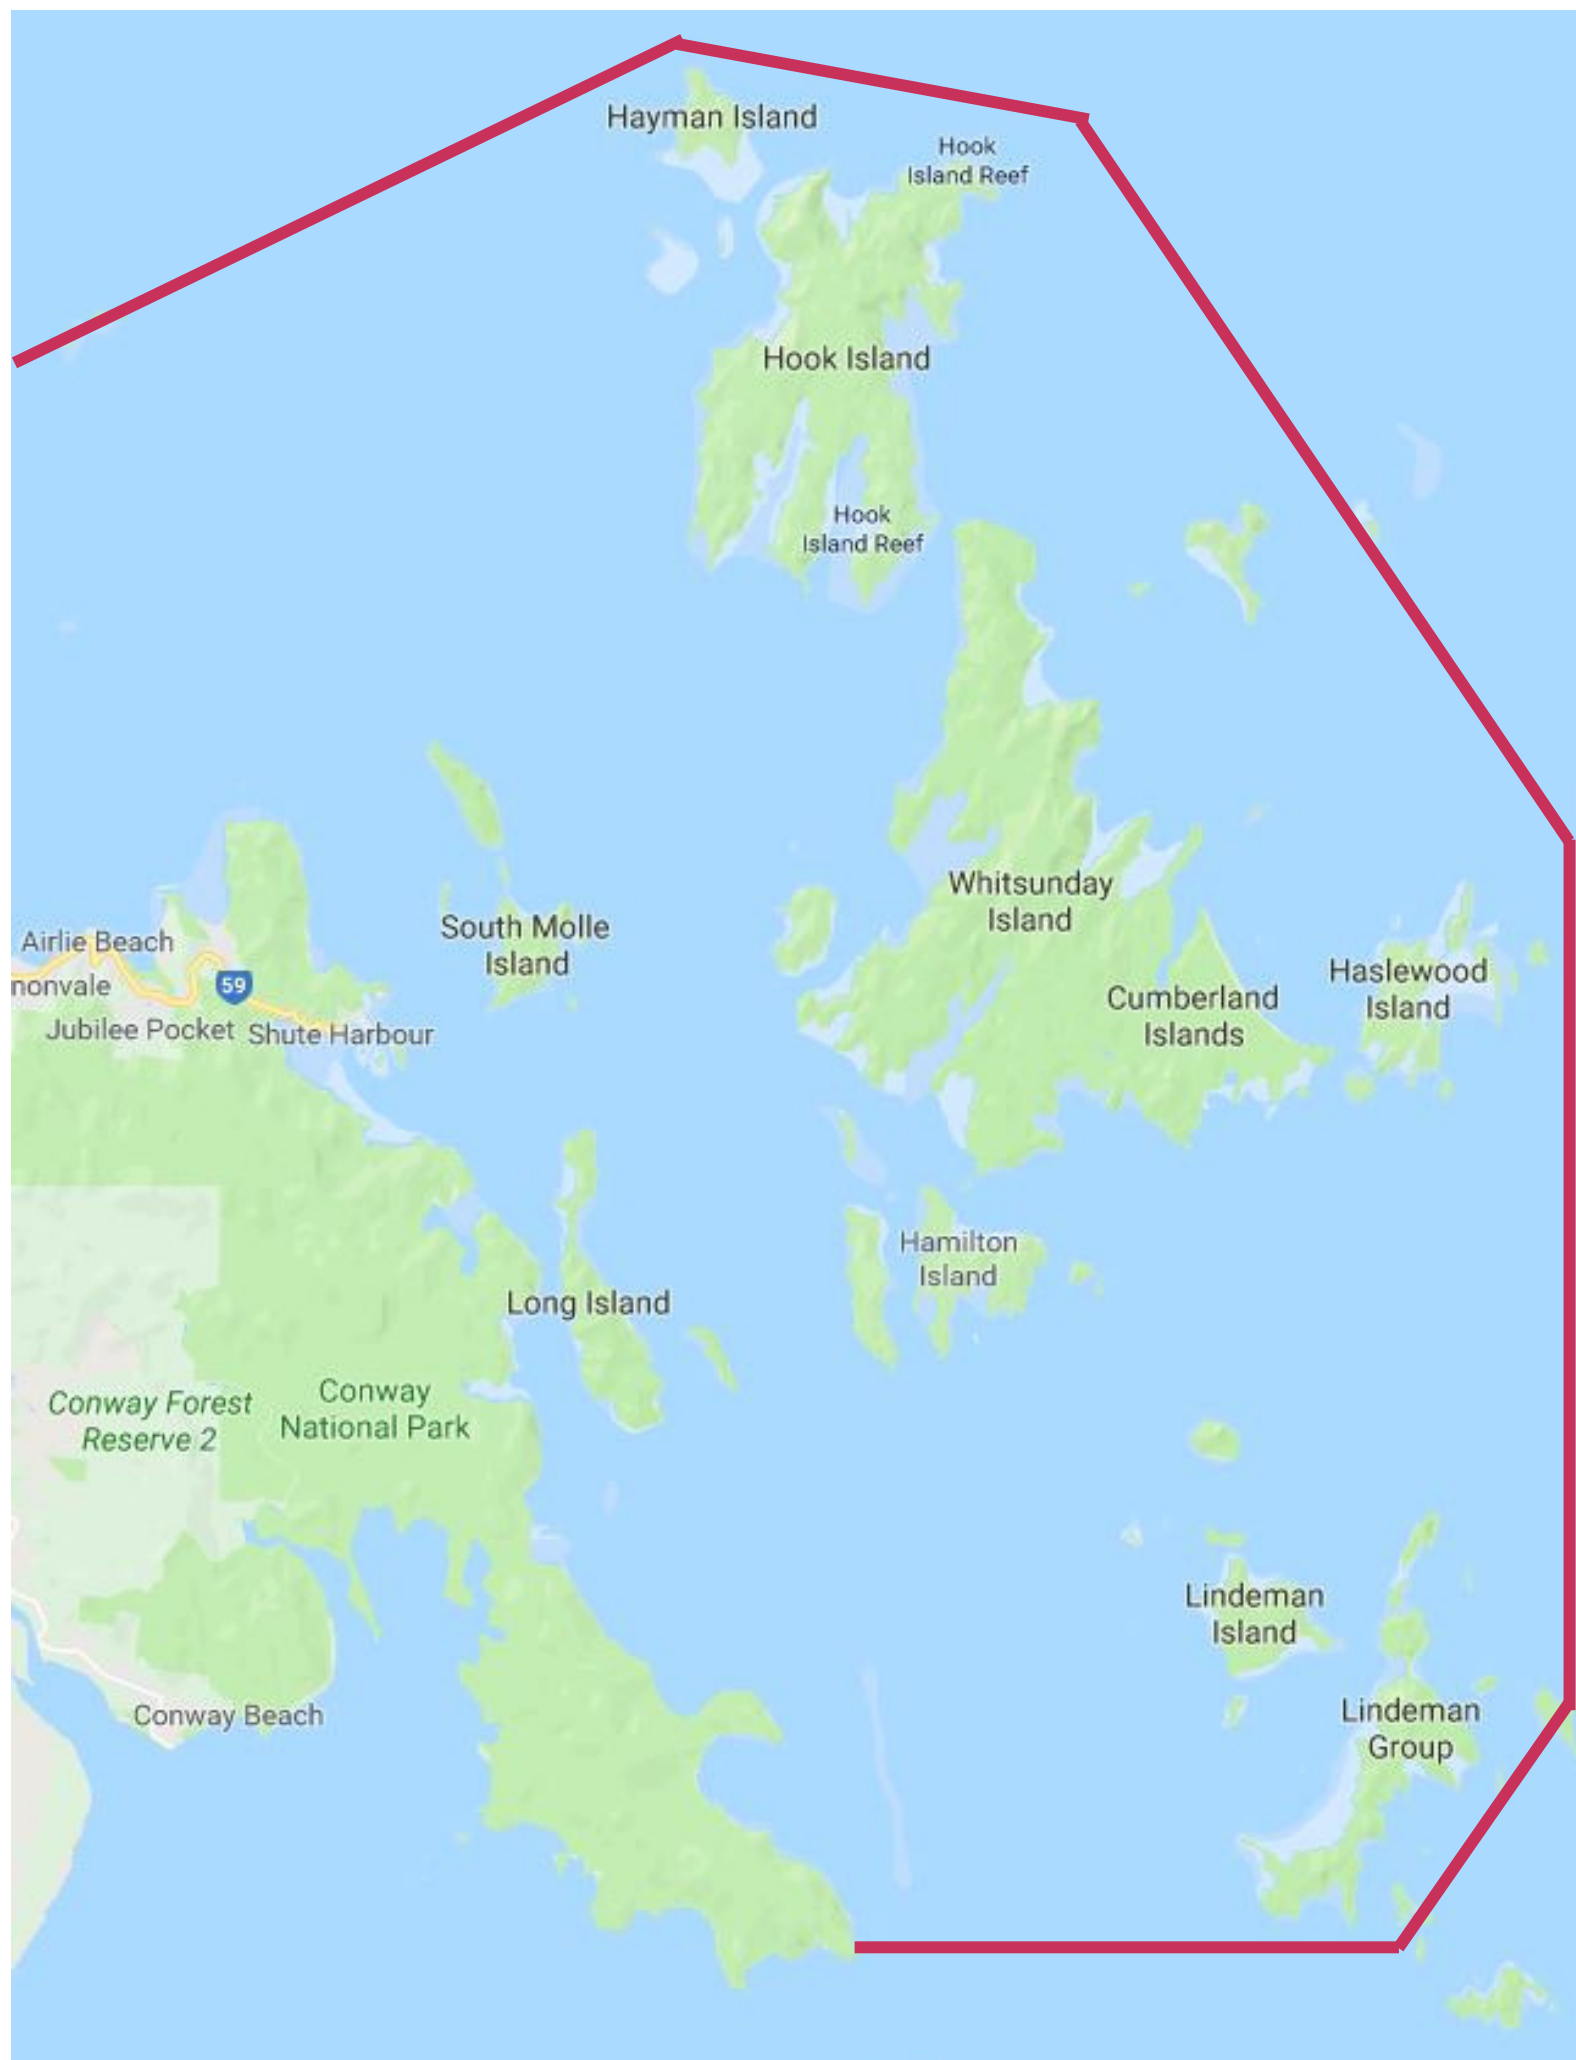 Hayman Island
Hook
Island Reef
Hook Island
Hook
Island Reef
Whitsunday
Island
South Molle
Island
Airlie Beach
nonvale
59
Jubilee Pocket
Shute Harbour
Haslewood
Island
Cumberland
Islands
Hamilton
Island
Long Island
Conway
National Park
Conway Forest
Reserve 2
Lindeman
Island
Lindeman
Group
Conway Beach